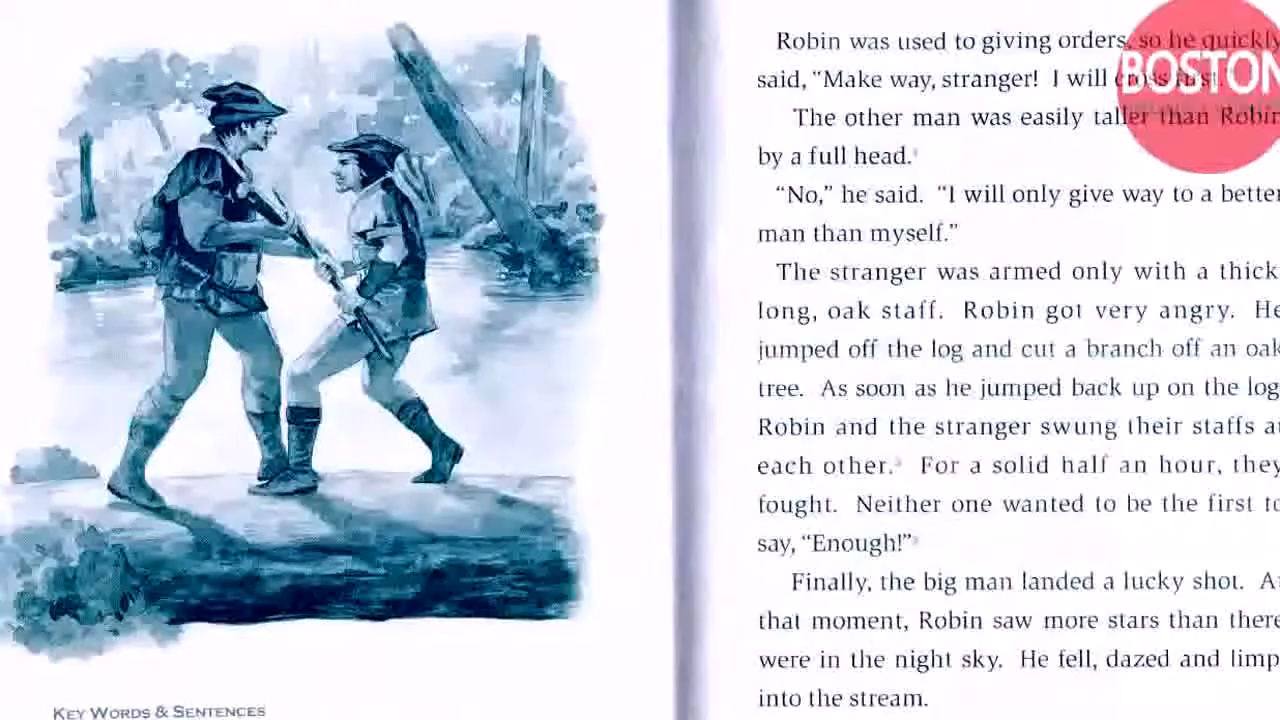 Robin was used to giving orders, so he quickly
said, “Make way, stranger! I will cross first.”
BOSTON
The other man was easily taller than Robin
by a full head.
“No,” he said. “I will only give way to a better
man than myself.”
The stranger was armed only with a thick
long, oak staff. Robin got very angry. He
jumped off the log and cut a branch off an oak
tree. As soon as he jumped back up on the log
Robin and the stranger swung their staffs a
each other. For a solid half an hour, they
fought. Neither one wanted to be the first to
say, “Enough!”
Finally, the big man landed a lucky shot. A
that moment, Robin saw more stars than there
were in the night sky. He fell, dazed and limp
into the stream.
KEY WORDS & SENTENCES